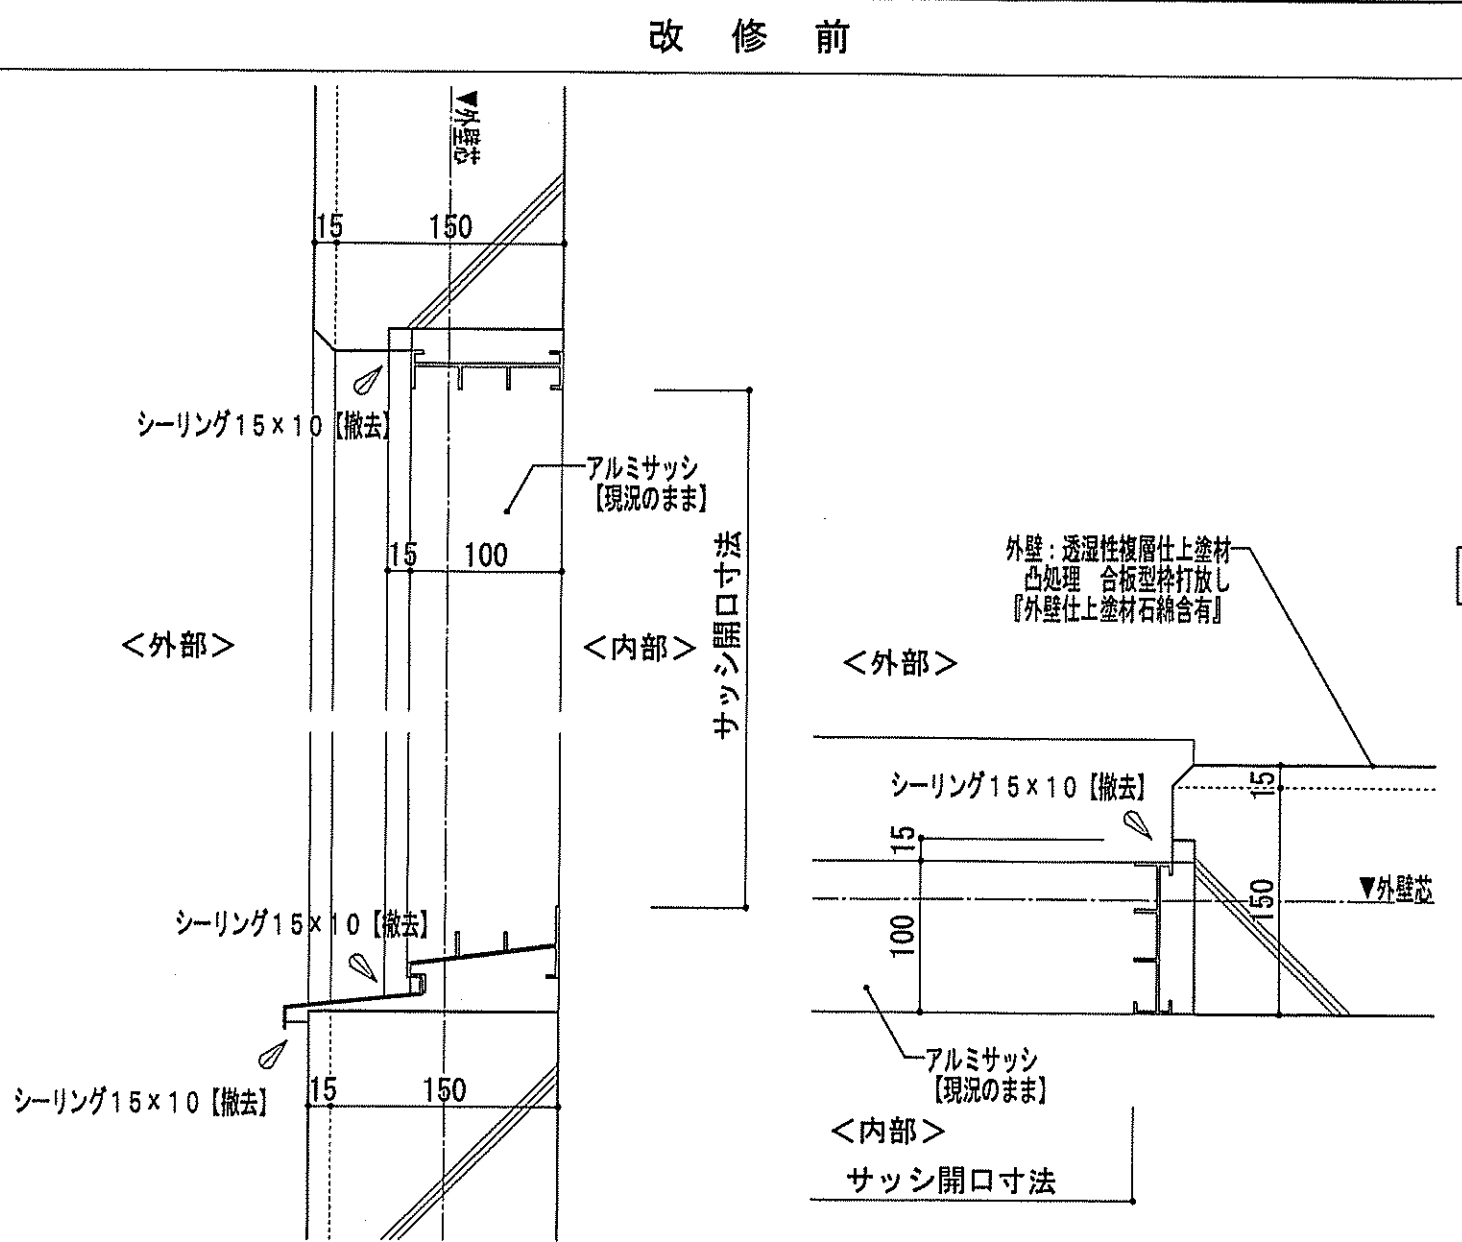 改 修 前
▼外壁芯
15 150
シーリング15×10【撤去】
アルミサッシ
【現況のまま】
15 100
サッシ開口寸法
＜外部＞
＜内部＞
シーリング15×10【撤去】
シーリング15×10【撤去】
15 150
外壁：透湿性複層仕上塗材
凸処理 合板型枠打放し
『外壁仕上塗材石綿含有』
＜外部＞
シーリング15×10【撤去】
15
15
100
150
▼外壁芯
アルミサッシ
【現況のまま】
＜内部＞
サッシ開口寸法